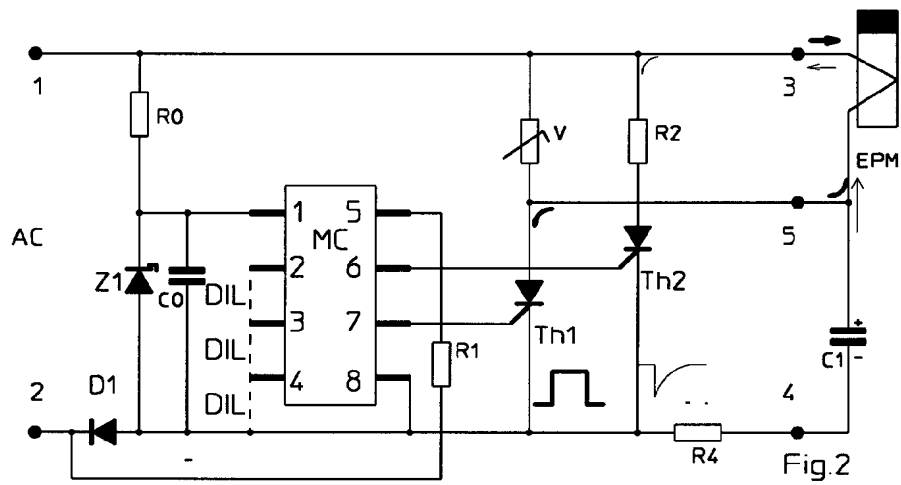 1
R0
V
R2
3
EPM
AC
1 5
MC
5
Z1
C0
DIL
2 6
Th2
3 7
DIL
Th1
R1
+
C1 -
4 8
DIL
2
D1
4
-
R4
Fig.2